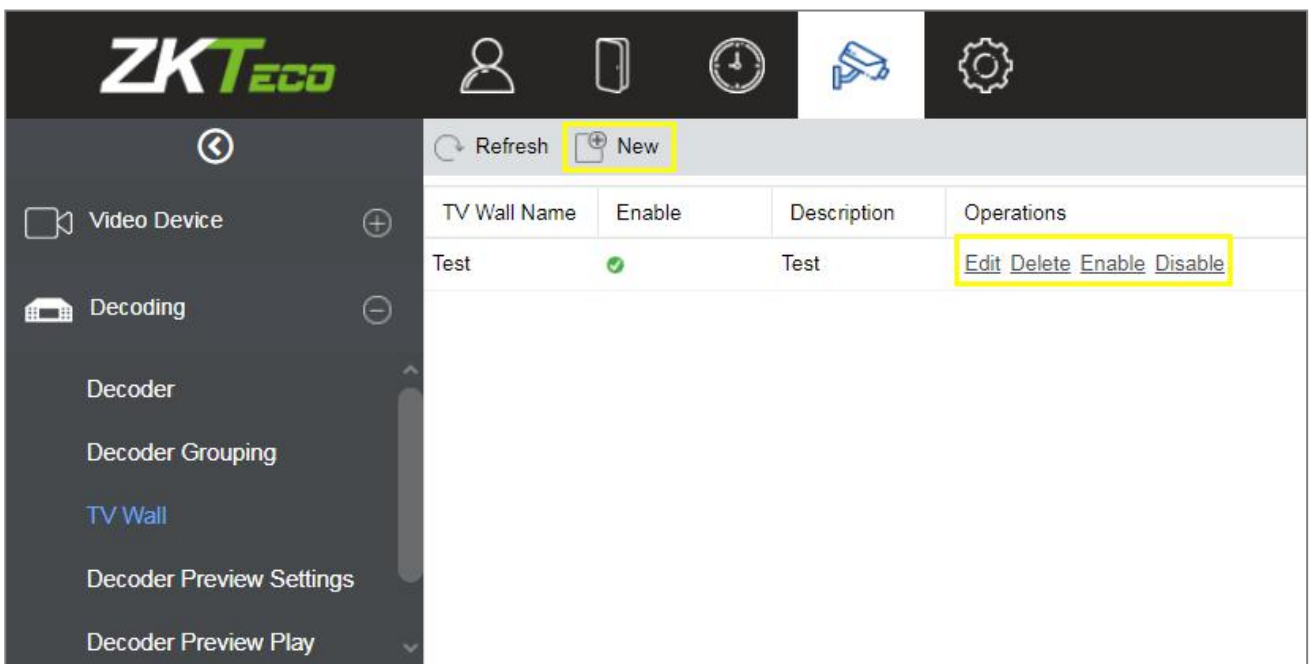 ZKTECO
Refresh New
Video Device
Decoding
Decoder
Decoder Grouping
TV Wall
Decoder Preview Settings
Decoder Preview Play
TV Wall Name Enable Description Operations
Test Test Edit Delete Enable Disable